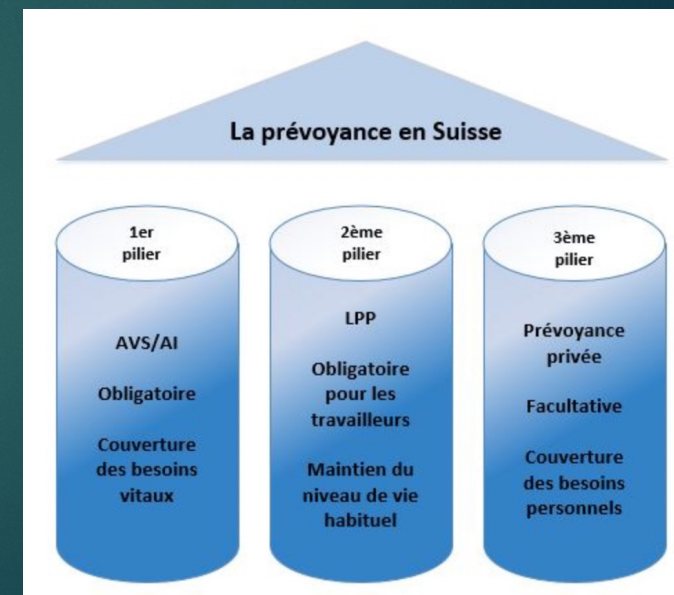 La prévoyance en Suisse
1er
pilier
AVS/AI
Obligatoire
Couverture
des besoins
vitaux
2ème
pilier
LPP
Obligatoire
pour les
travailleurs
Maintien du
niveau de vie
habituel
3ème
pilier
Prévoyance
privée
Facultative
Couverture
des besoins
personnels